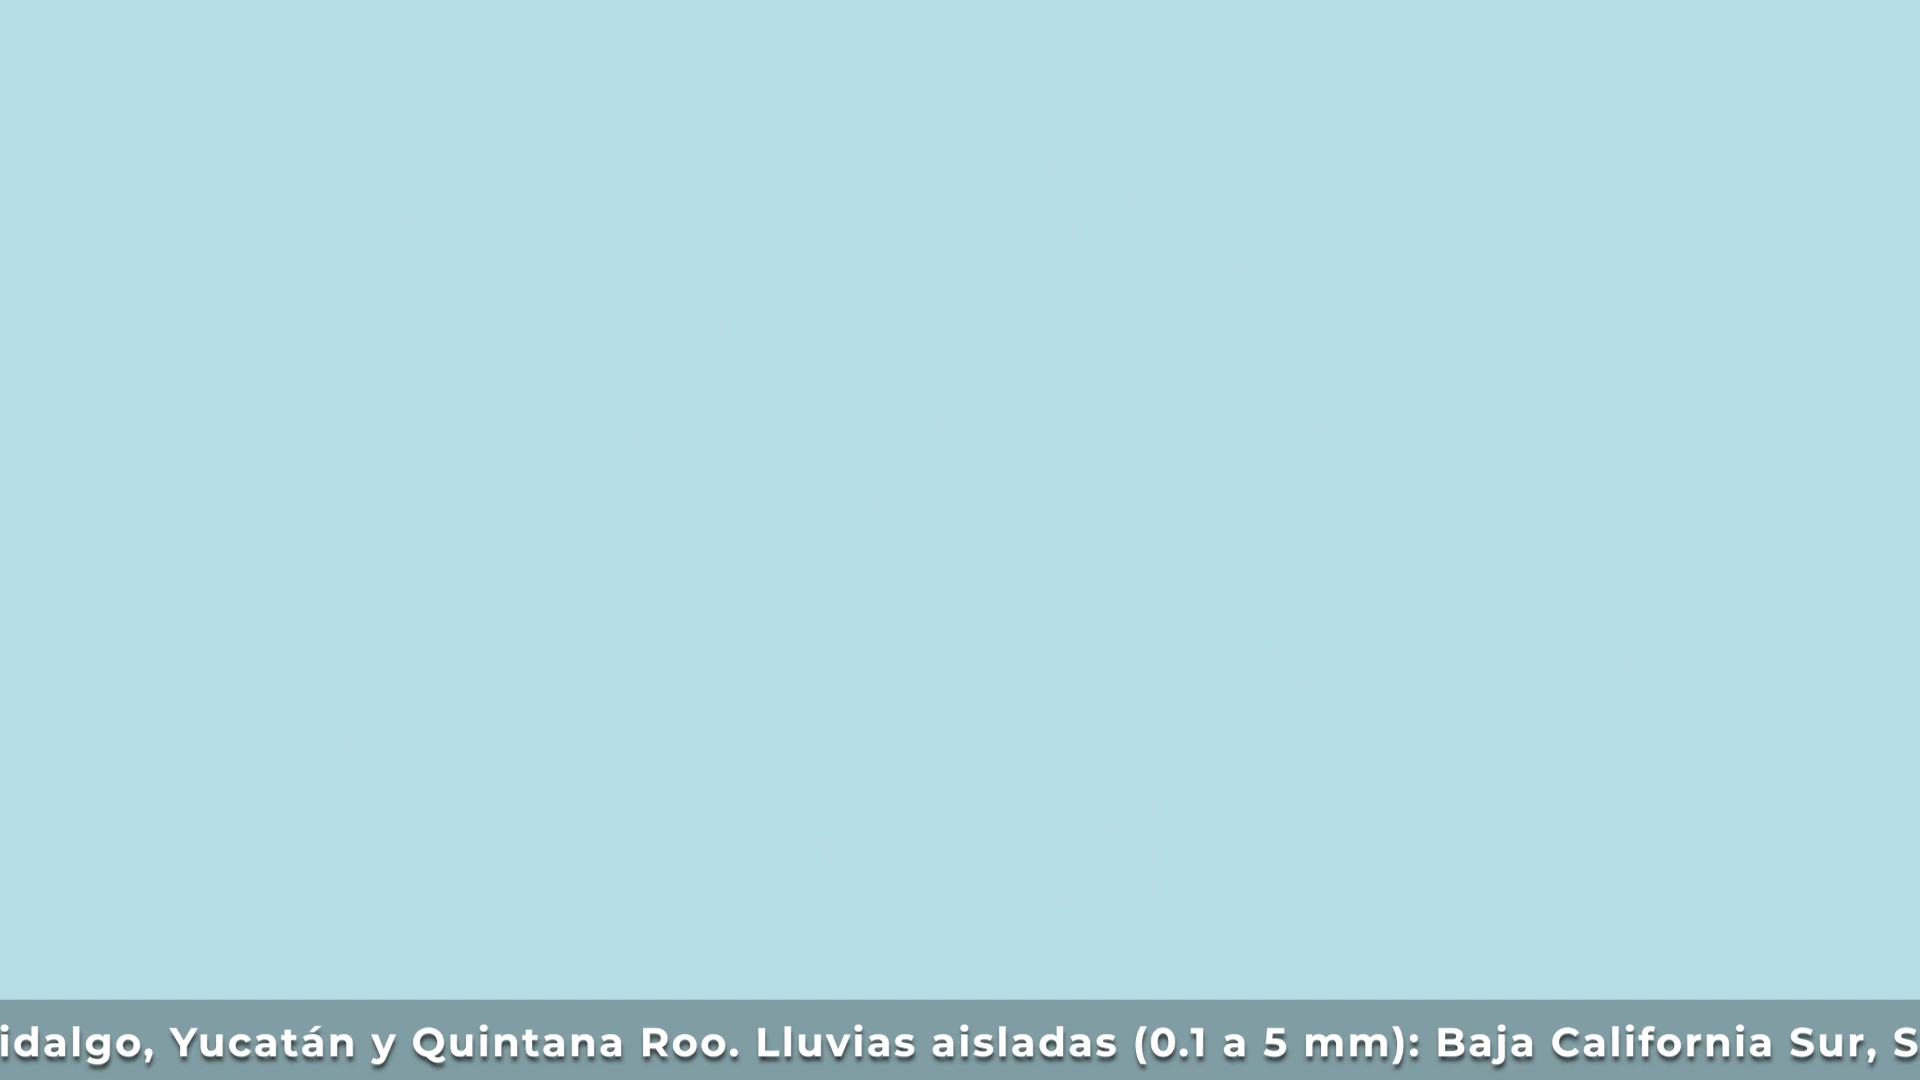 idalgo, Yucatán y Quintana Roo. Lluvias aisladas (0.1 a 5 mm): Baja California Sur, S